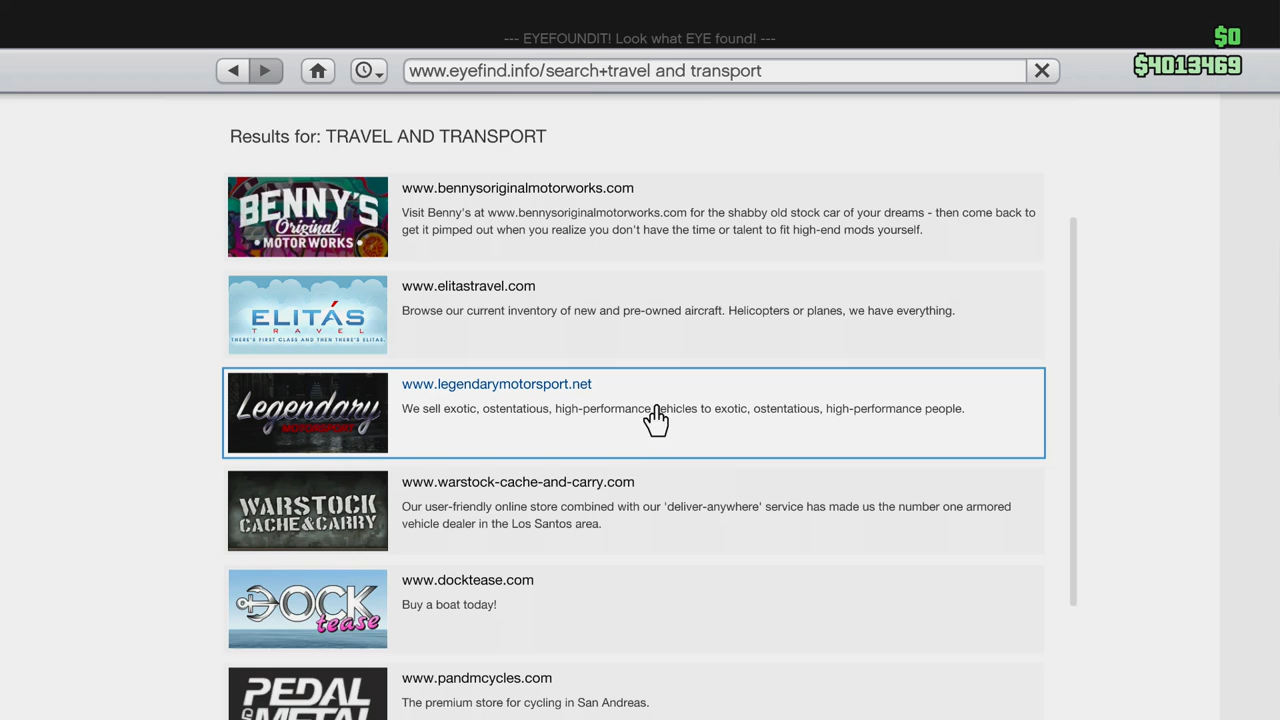 --- EYEFOUNDIT! Look what EYE found! ---
$0
www.eyefind.info/search+travel and transport
$4013469
Results for: TRAVEL AND TRANSPORT
BENNY'S
Original
• MOTORWORKS •
www.bennysoriginalmotorworks.com
Visit Benny's at www.bennysoriginalmotorworks.com for the shabby old stock car of your dreams - then come back to
get it pimped out when you realize you don't have the time or talent to fit high-end mods yourself.
ELITÁS
TRAVEL
THERE'S FIRST CLASS AND THEN THERE'S ELITAS.
www.elitastravel.com
Browse our current inventory of new and pre-owned aircraft. Helicopters or planes, we have everything.
Legendary
MOTORSPORT
www.legendarymotorsport.net
We sell exotic, ostentatious, high-performance vehicles to exotic, ostentatious, high-performance people.
WARSTOCK
CACHE&CARRY
www.warstock-cache-and-carry.com
Our user-friendly online store combined with our 'deliver-anywhere' service has made us the number one armored
vehicle dealer in the Los Santos area.
DOCK
tease
www.docktease.com
Buy a boat today!
PEDAL
METAL
www.pandmcycles.com
The premium store for cycling in San Andreas.